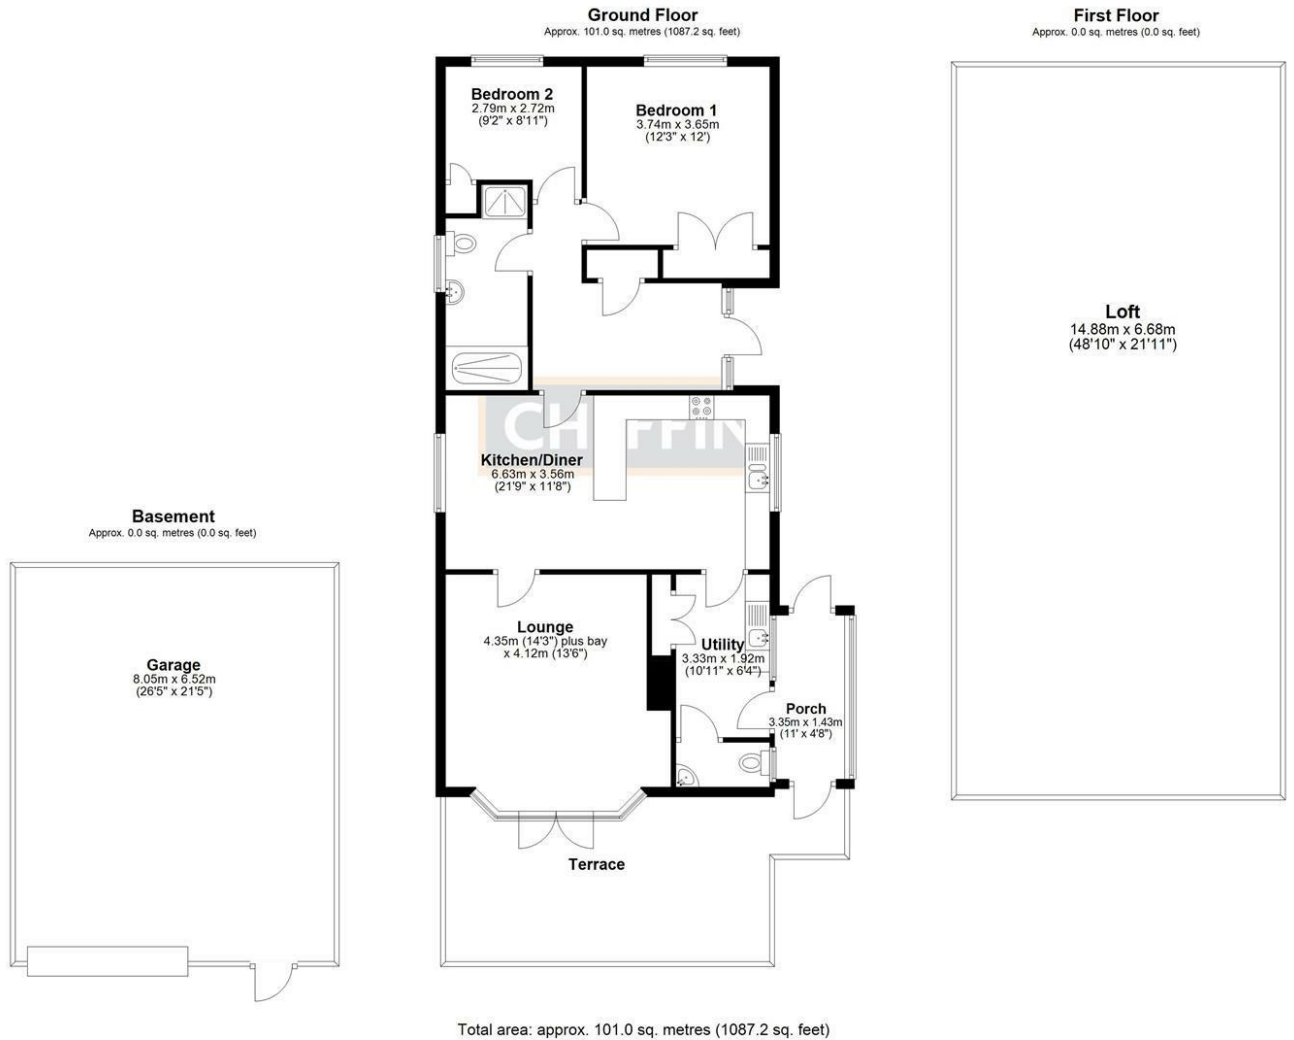 Ground Floor
Approx. 101.0 sq. metres (1087.2 sq. feet)
First Floor
Approx. 0.0 sq. metres (0.0 sq. feet)
Bedroom 2
2.79m x 2.72m
(9'2" x 8'11")
Bedroom 1
3.74m x 3.65m
(12'3" x 12')
Loft
14.88m x 6.68m
(48'10" x 21'11")
Kitchen/Diner
6.63m x 3.56m
(21'9" x 11'8")
Basement
Approx. 0.0 sq. metres (0.0 sq. feet)
Garage
8.05m x 6.52m
(26'5" x 21'5")
Lounge
4.35m (14'3") plus bay
x 4.12m (13'6")
Utility
3.33m x 1.92m
(10'11" x 6'4")
Porch
3.35m x 1.43m
(11' x 4'8")
Terrace
Total area: approx. 101.0 sq. metres (1087.2 sq. feet)